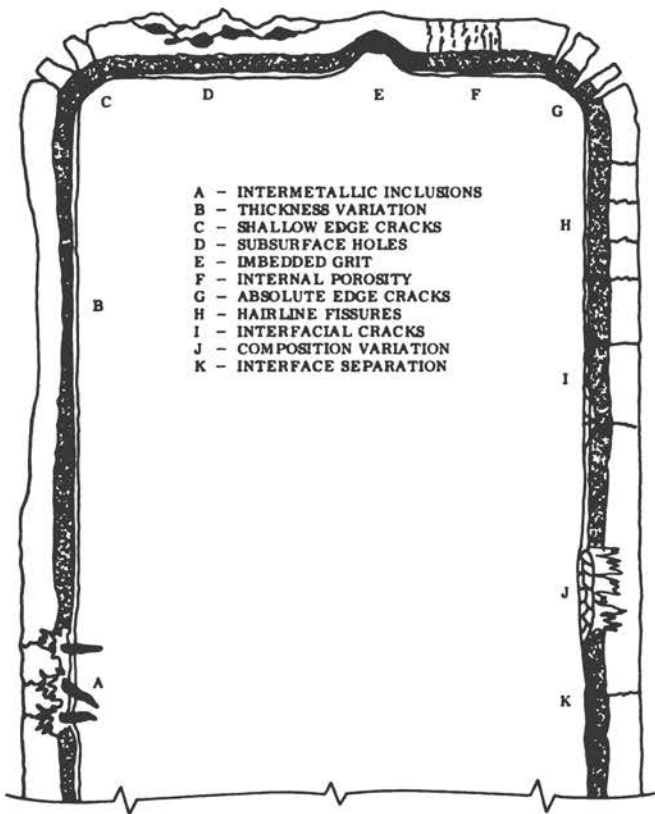 C
D
E
F
G
A – INTERMETALLIC INCLUSIONS
B – THICKNESS VARIATION
C – SHALLOW EDGE CRACKS
D – SUBSURFACE HOLES
E – IMBEDDED GRIT
F – INTERNAL POROSITY
G – ABSOLUTE EDGE CRACKS
H – HAIRLINE FISSURES
I – INTERFACIAL CRACKS
J – COMPOSITION VARIATION
K – INTERFACE SEPARATION
H
B
I
J
A
K